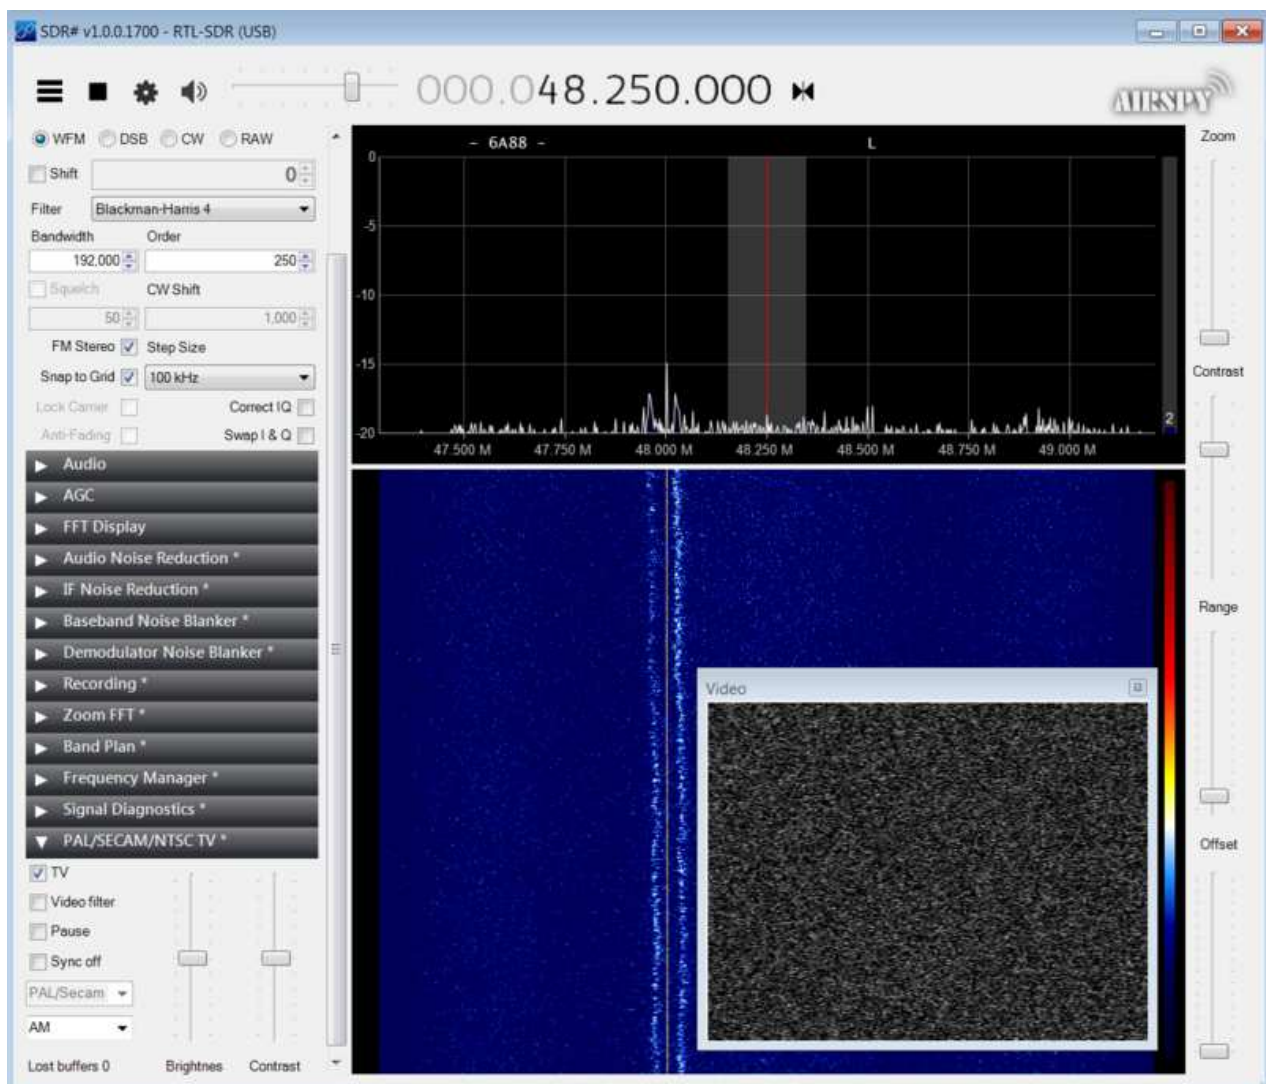 SDR# v1.0.0.1700 - RTL-SDR (USB)
000.048.250.000
AIRSPY
WFM DSB CW RAW
Shift 0
Filter Blackman-Harris 4
Bandwidth Order
192,000 250
Squelch CW Shift
50 1,000
FM Stereo Step Size
Snap to Grid 100 kHz
Lock Carrier Correct IQ
Anti-Fading Swap I & Q
Audio
AGC
FFT Display
Audio Noise Reduction *
IF Noise Reduction *
Baseband Noise Blanker *
Demodulator Noise Blanker *
Recording *
Zoom FFT *
Band Plan *
Frequency Manager *
Signal Diagnostics *
PAL/SECAM/NTSC TV *
TV
Video filter
Pause
Sync off
PAL/Secam
AM
Lost buffers 0 Brightnes Contrast
- 6A88 - L
0
-5
-10
-15
-20
2
47.500 M 47.750 M 48.000 M 48.250 M 48.500 M 48.750 M 49.000 M
Video
Zoom
Contrast
Range
Offset